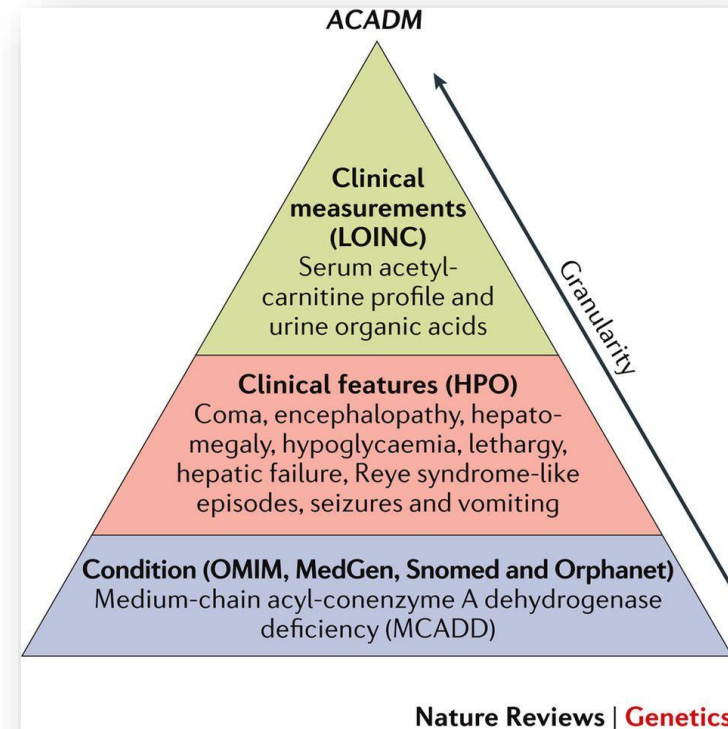 ACADM
Clinical
measurements
(LOINC)
Serum acetyl-
carnitine profile and
urine organic acids
Granularity
Clinical features (HPO)
Coma, encephalopathy, hepato-
megaly, hypoglycaemia, lethargy,
hepatic failure, Reye syndrome-like
episodes, seizures and vomiting
Condition (OMIM, MedGen, Snomed and Orphanet)
Medium-chain acyl-conenzyme A dehydrogenase
deficiency (MCADD)
Nature Reviews | Genetics